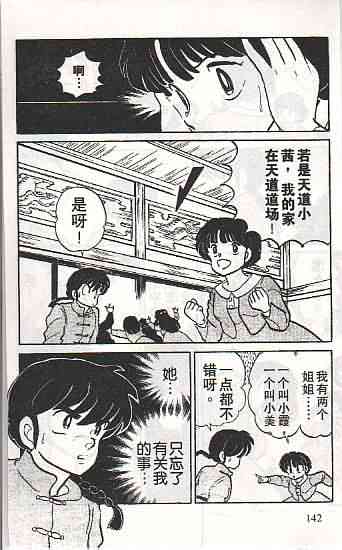 啊
…
若是天道小
茜，我的家
在天道道场！
是呀！
我有两个
姐姐……
一个叫小霞
一个叫小美
一点都不
错呀。
她…
只忘了
有关我
的事…
142